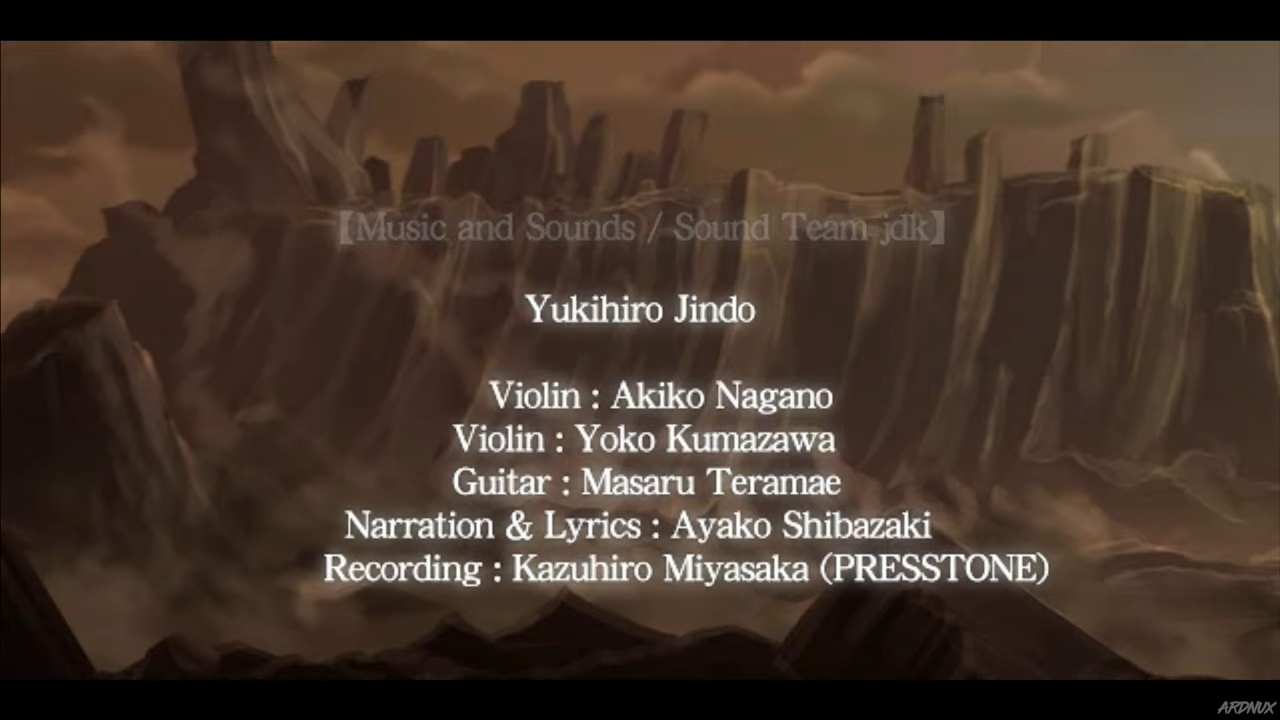 【Music and Sounds / Sound Team jdk】
Yukihiro Jindo
Violin : Akiko Nagano
Violin : Yoko Kumazawa
Guitar : Masaru Teramae
Narration & Lyrics : Ayako Shibazaki
Recording : Kazuhiro Miyasaka (PRESSTONE)
ARDNUX